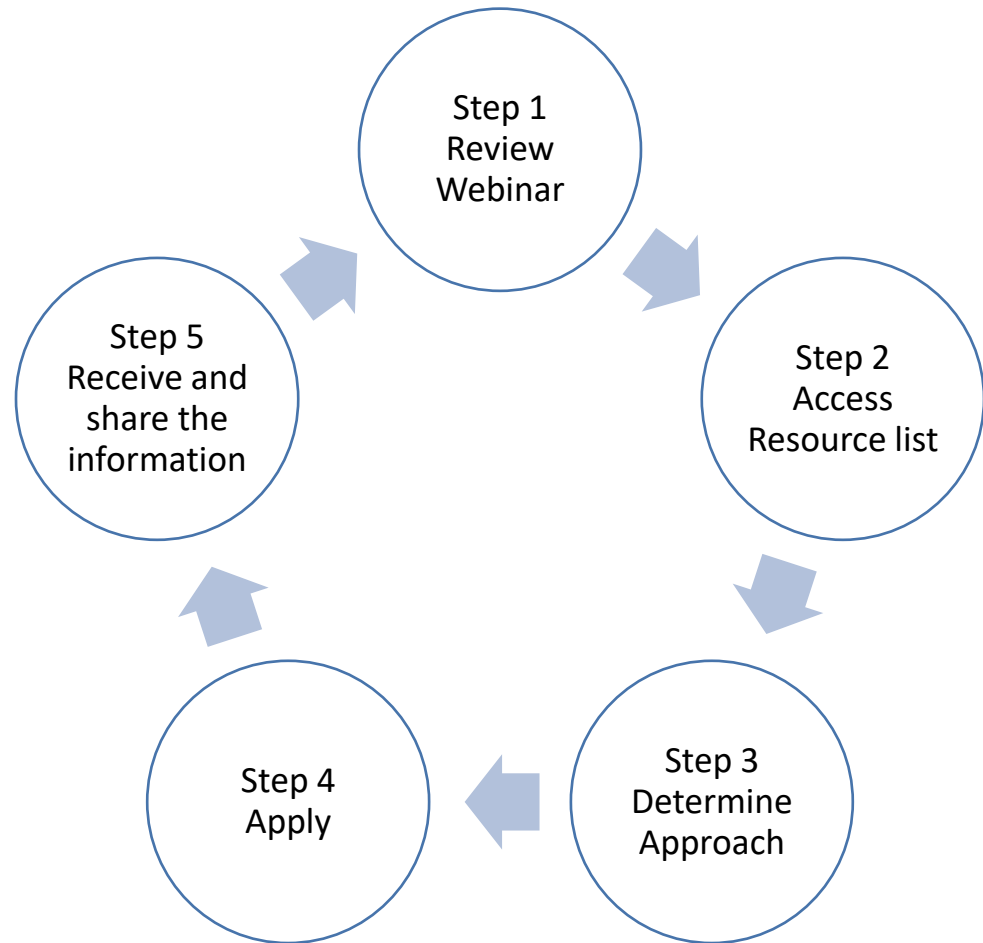 Step 1
Review
Webinar
Step 2
Access
Resource list
Step 3
Determine
Approach
Step 4
Apply
Step 5
Receive and
share the
information